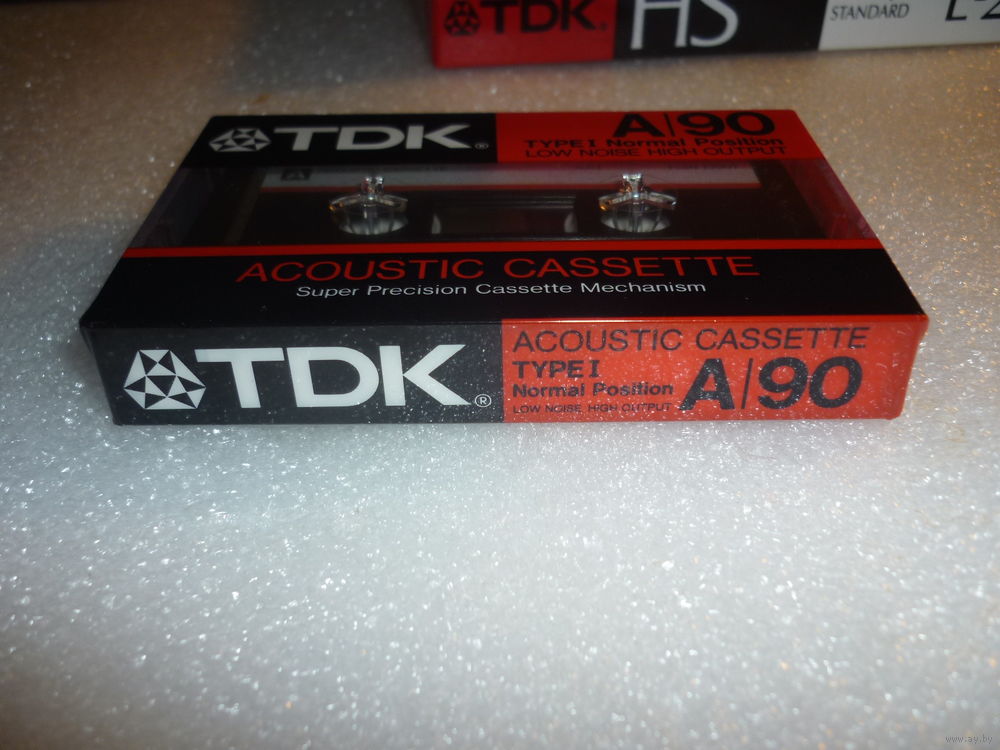 TDK
HS
STANDARD
TDK®
A|90
TYPE I Normal Position
LOW NOISE HIGH OUTPUT
A
ACOUSTIC CASSETTE
Super Precision Cassette Mechanism
TDK®
ACOUSTIC CASSETTE
TYPE I
Normal Position
LOW NOISE HIGH OUTPUT
A|90
www.ay.by